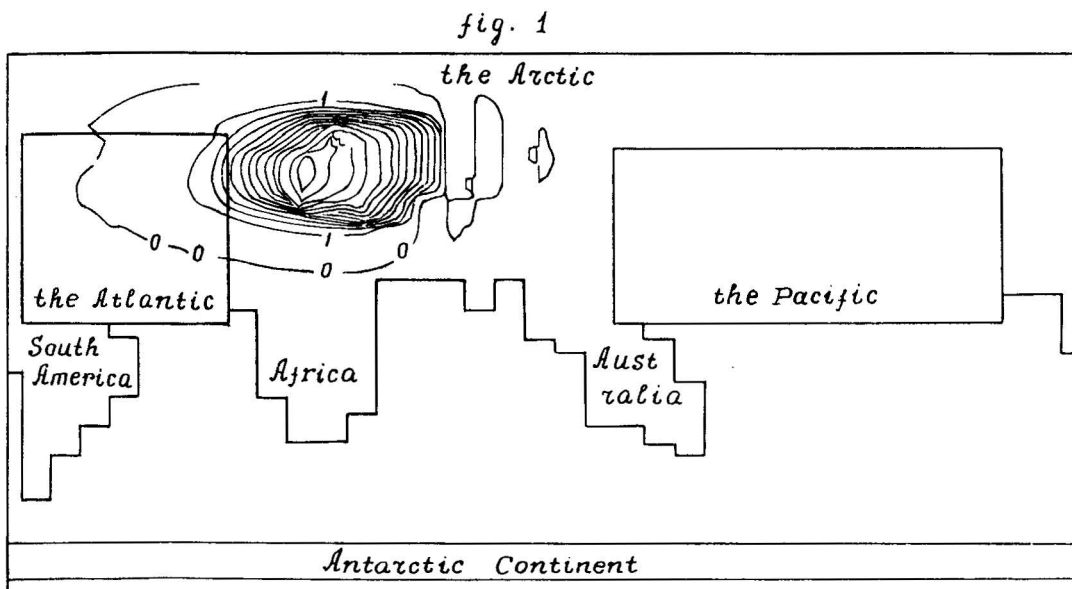 fig. 1
the Arctic
1
1
0
0
0
0
0
the Atlantic
the Pacific
South
America
Africa
Aust
ralia
Antarctic Continent